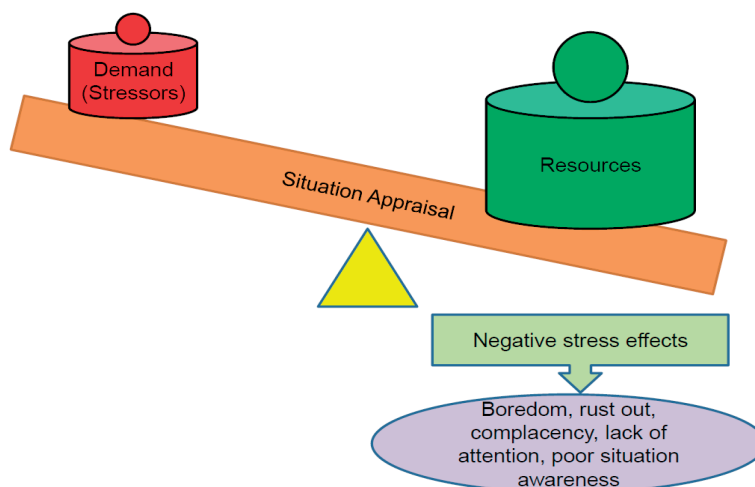 Demand
(Stressors)
Resources
Situation Appraisal
Negative stress effects
Boredom, rust out,
complacency, lack of
attention, poor situation
awareness